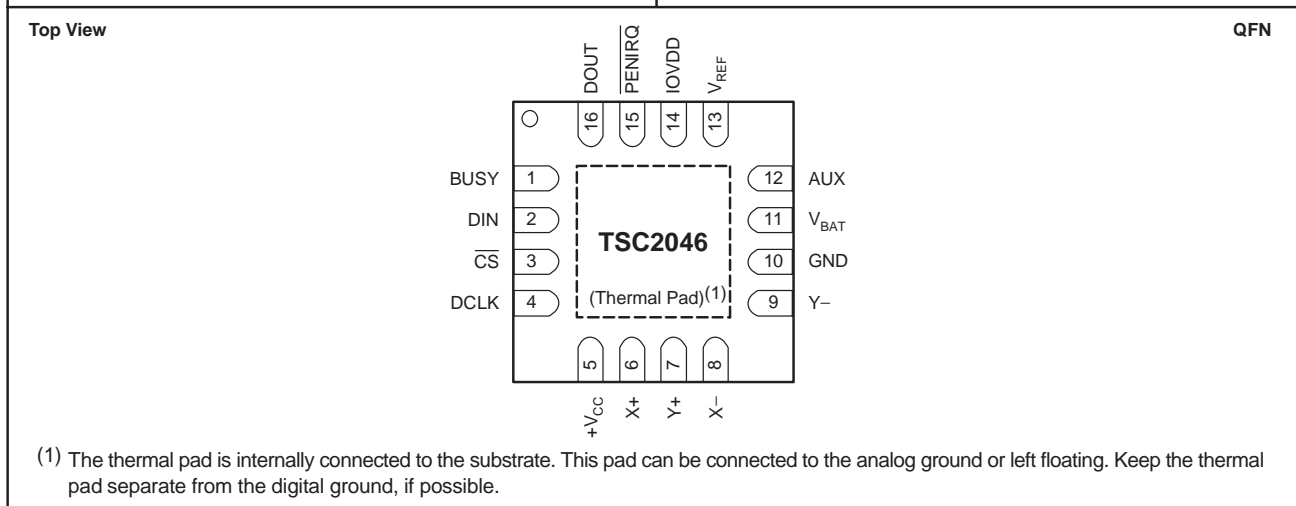 Top View
QFN
DOUT
PENIRQ
IOVDD
VREF
16
15
14
13
BUSY 1
DIN 2
CS 3
DCLK 4
12 AUX
11 VBAT
10 GND
9 Y–
TSC2046
(Thermal Pad)(1)
5
6
7
8
+VCC
X+
Y+
X–
(1) The thermal pad is internally connected to the substrate. This pad can be connected to the analog ground or left floating. Keep the thermal
pad separate from the digital ground, if possible.